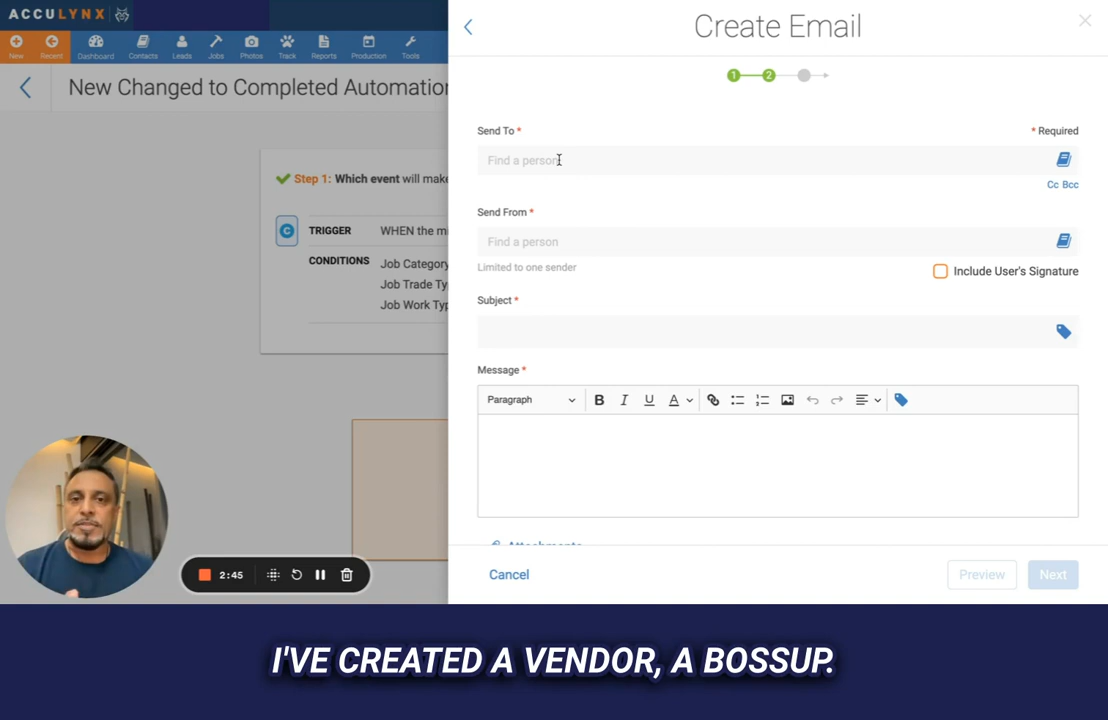 ACCULYNX
New
Recent
Dashboard
Contacts
Leads
Jobs
Photos
Track
Reports
Production
Tools
New Changed to Completed Automation
Step 1: Which event will make
TRIGGER
WHEN the m
CONDITIONS
Job Category
Job Trade Ty
Job Work Typ
2:45
Create Email
1
2
Send To *
* Required
Find a person
Cc Bcc
Send From *
Find a person
Limited to one sender
Include User's Signature
Subject *
Message *
Paragraph
B I U A
Attachments
Cancel
Preview
Next
I'VE CREATED A VENDOR, A BOSSUP.